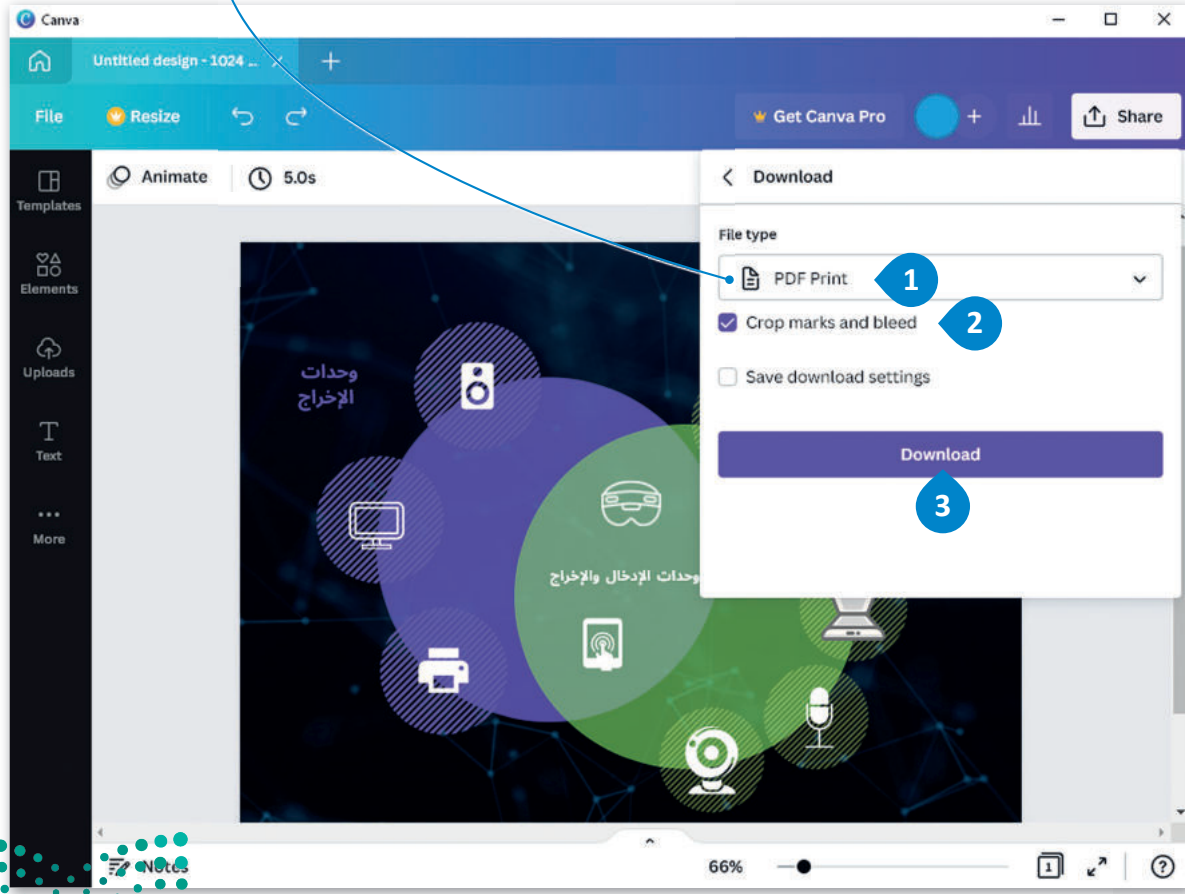 Canva
Untitled design - 1024 ...
File
Resize
Get Canva Pro
Share
Animate
5.0s
Download
Templates
Elements
Uploads
Text
More
File type
PDF Print
1
Crop marks and bleed
2
Save download settings
Download
3
وحدات
الإخراج
وحدات الإدخال والإخراج
Notes
66%
1